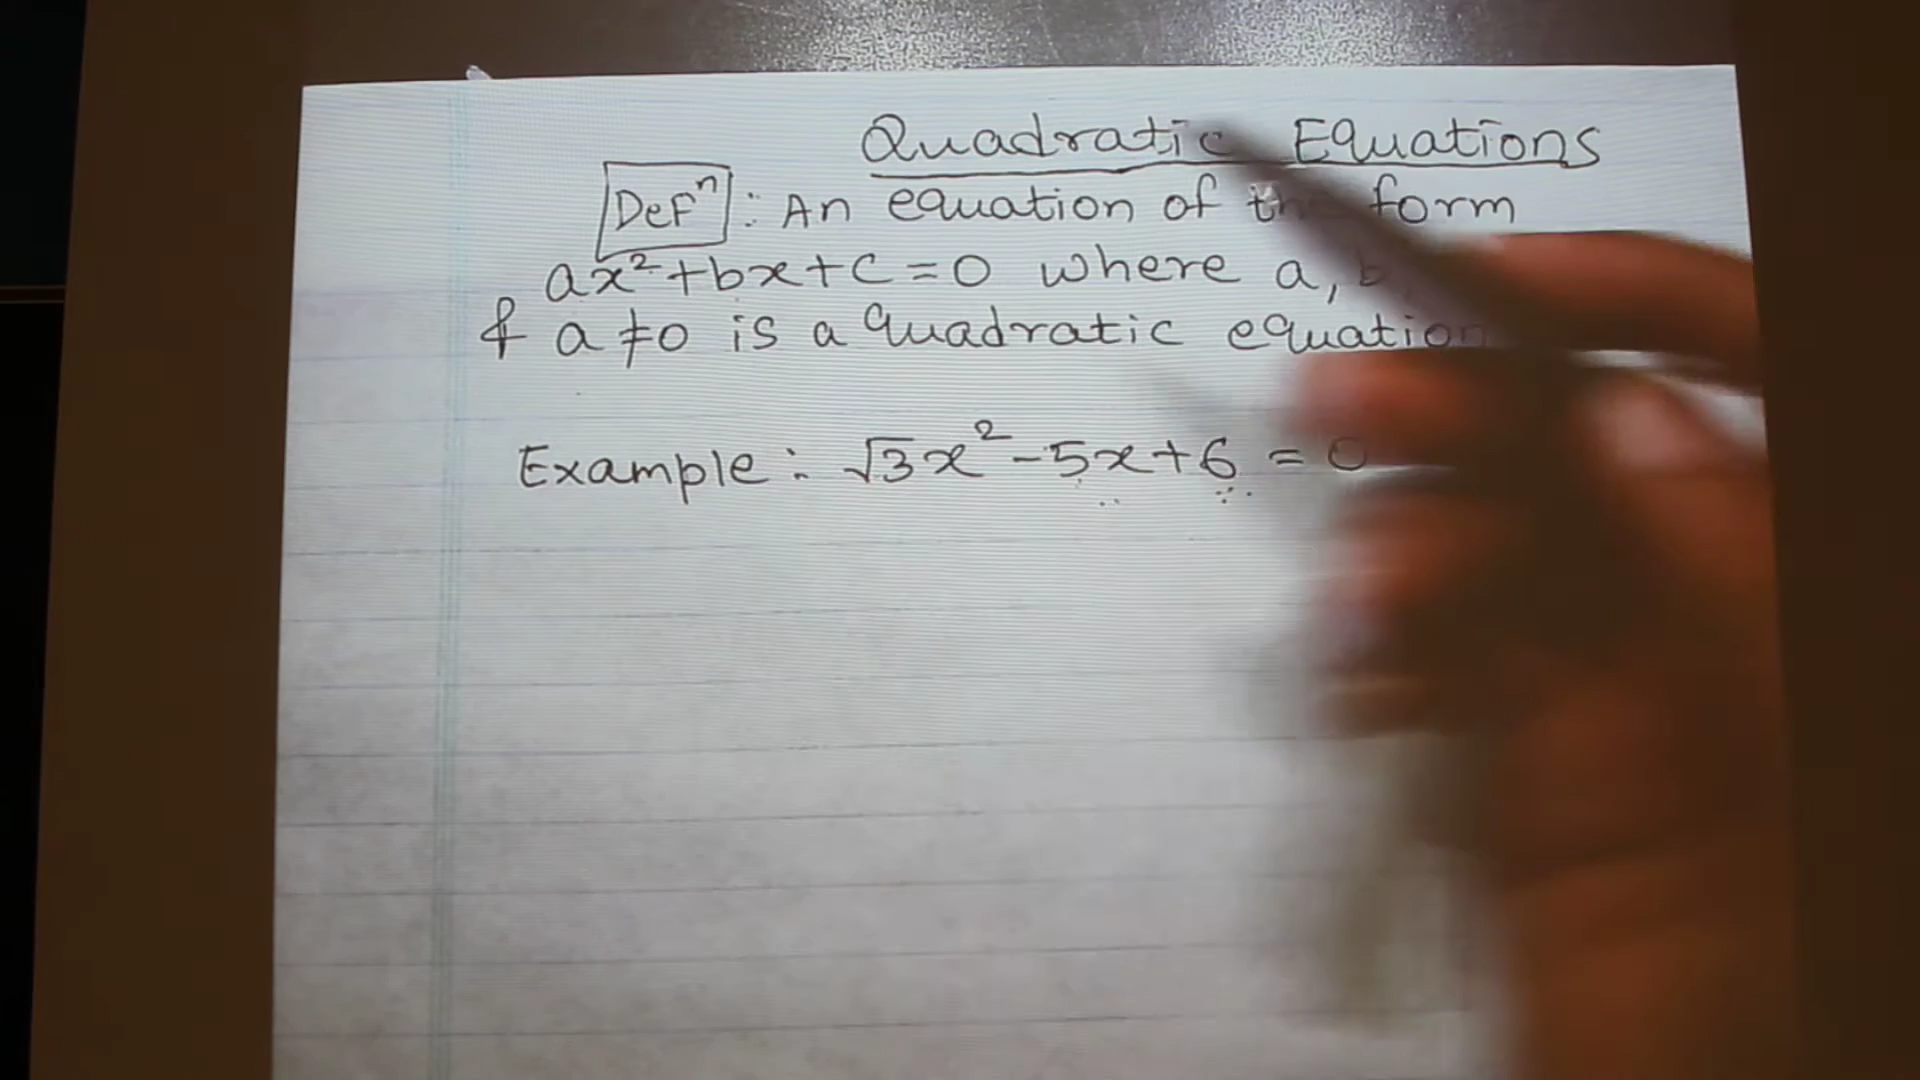 Quadratic Equations
Defⁿ : An equation of the form
ax² + bx + c = 0 where a, b,
& a ≠ 0 is a quadratic equation
Example : √3x² - 5x + 6 = 0